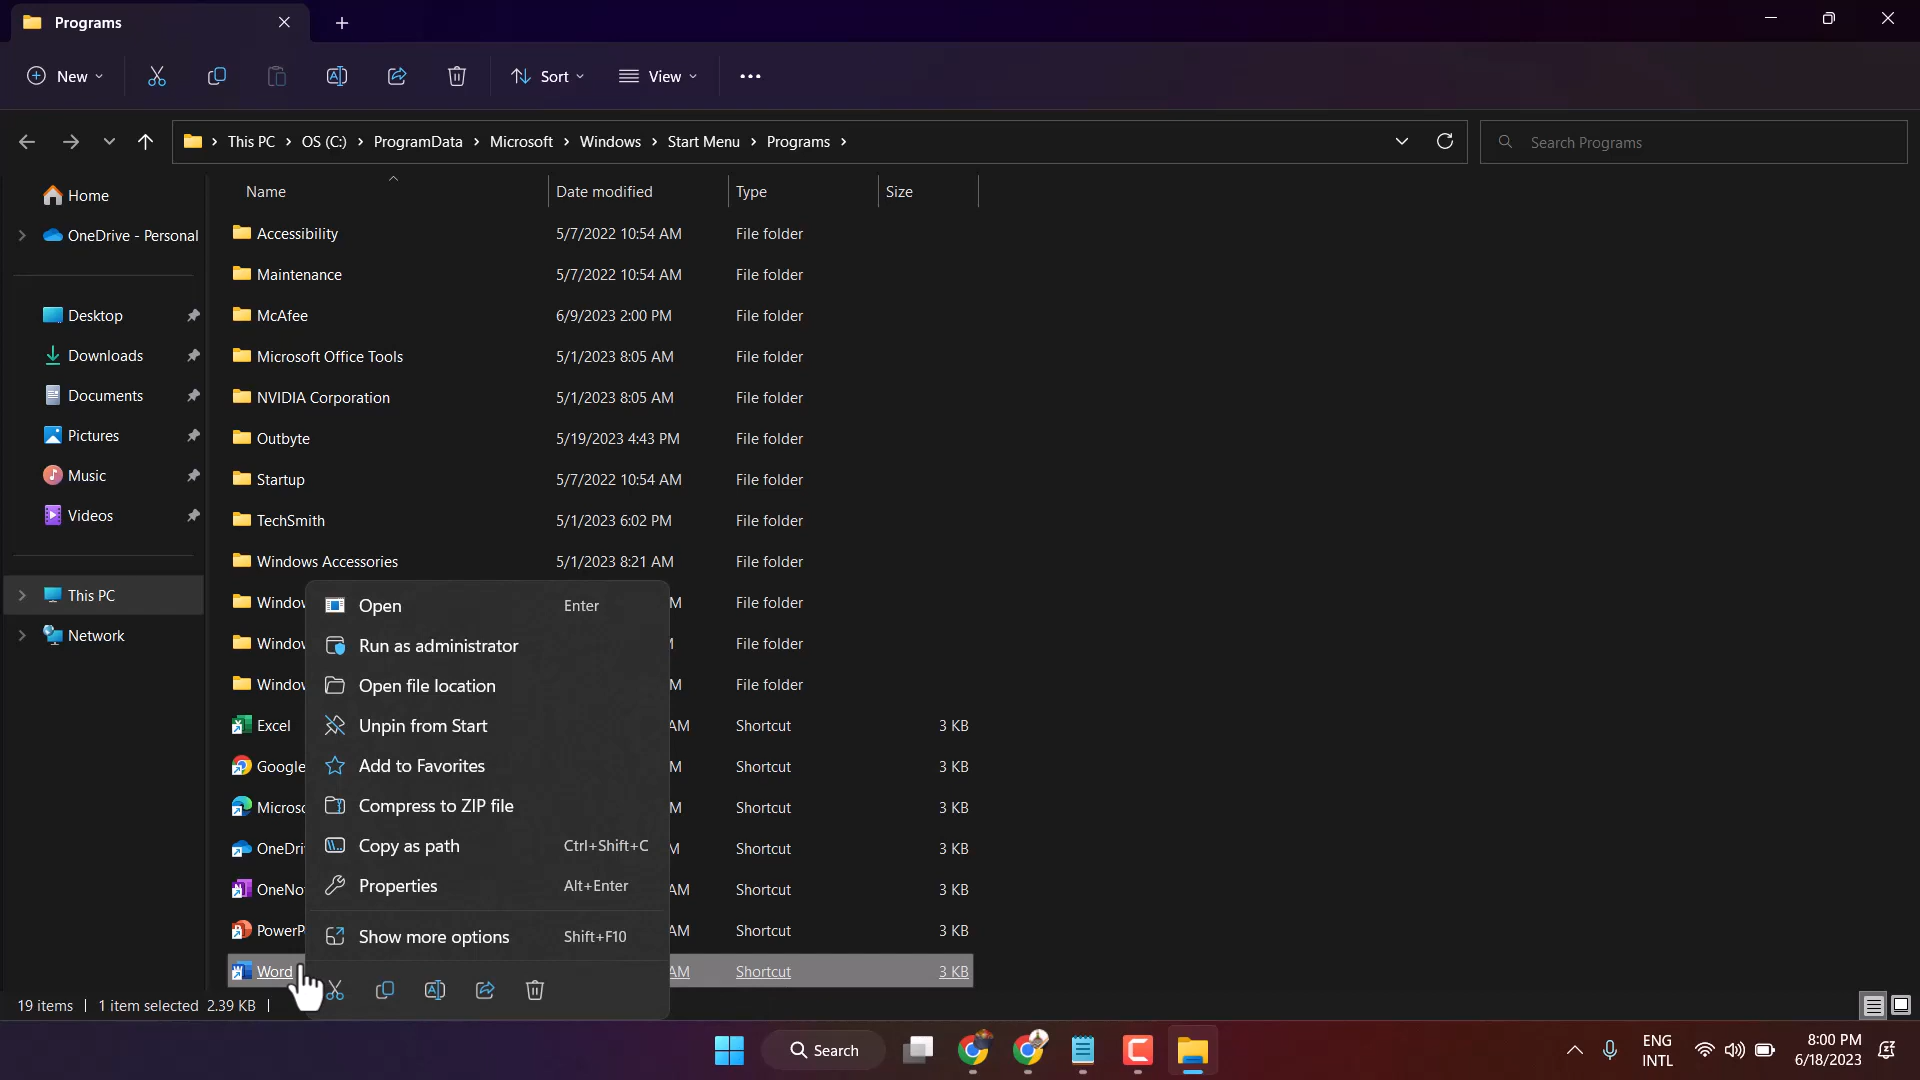 Programs
New
Sort
View
This PC
OS (C:)
ProgramData
Microsoft
Windows
Start Menu
Programs
Search Programs
Home
OneDrive - Personal
Desktop
Downloads
Documents
Pictures
Music
Videos
This PC
Network
Name Date modified Type Size
Accessibility 5/7/2022 10:54 AM File folder
Maintenance 5/7/2022 10:54 AM File folder
McAfee 6/9/2023 2:00 PM File folder
Microsoft Office Tools 5/1/2023 8:05 AM File folder
NVIDIA Corporation 5/1/2023 8:05 AM File folder
Outbyte 5/19/2023 4:43 PM File folder
Startup 5/7/2022 10:54 AM File folder
TechSmith 5/1/2023 6:02 PM File folder
Windows Accessories 5/1/2023 8:21 AM File folder
File folder
File folder
File folder
Excel AM Shortcut 3 KB
Google Shortcut 3 KB
Shortcut 3 KB
Shortcut 3 KB
AM Shortcut 3 KB
AM Shortcut 3 KB
Word AM Shortcut 3 KB
Open Enter
Run as administrator
Open file location
Unpin from Start
Add to Favorites
Compress to ZIP file
Copy as path Ctrl+Shift+C
Properties Alt+Enter
Show more options Shift+F10
19 items 1 item selected 2.39 KB
Search
ENG
INTL
8:00 PM
6/18/2023